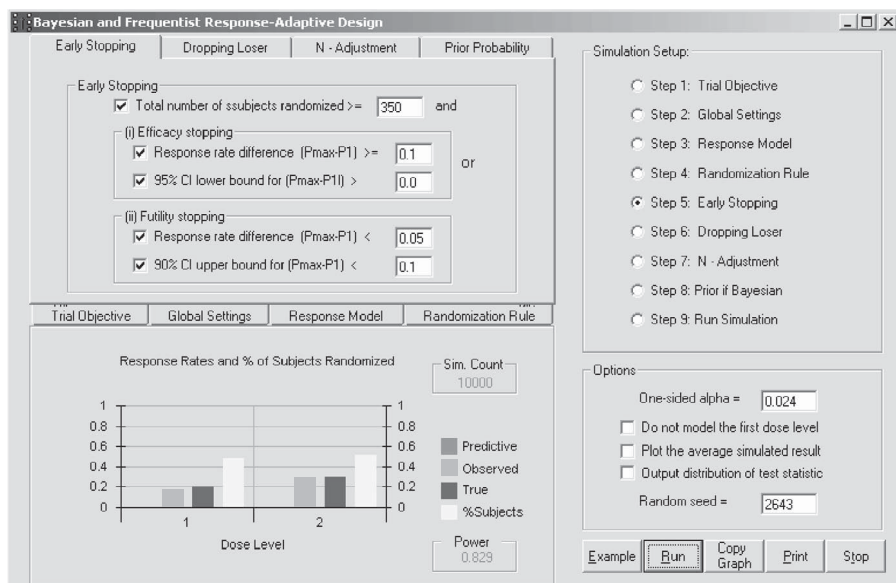 Bayesian and Frequentist Response-Adaptive Design
Early Stopping
Dropping Loser
N - Adjustment
Prior Probability
Early Stopping
Total number of ssubjects randomized >= 350 and
(i) Efficacy stopping
Response rate difference (Pmax-P1) >= 0.1
95% CI lower bound for (Pmax-P1l) > 0.0
or
(ii) Futility stopping
Response rate difference (Pmax-P1) < 0.05
90% CI upper bound for (Pmax-P1) < 0.1
Trial Objective
Global Settings
Response Model
Randomization Rule
Response Rates and % of Subjects Randomized
Sim. Count
10000
1 1
0.8 0.8
0.6 0.6
0.4 0.4
0.2 0.2
0 0
1 2
Dose Level
Predictive
Observed
True
%Subjects
Power
0.829
Simulation Setup:
Step 1: Trial Objective
Step 2: Global Settings
Step 3: Response Model
Step 4: Randomization Rule
Step 5: Early Stopping
Step 6: Dropping Loser
Step 7: N - Adjustment
Step 8: Prior if Bayesian
Step 9: Run Simulation
Options
One-sided alpha = 0.024
Do not model the first dose level
Plot the average simulated result
Output distribution of test statistic
Random seed = 2643
Example
Run
Copy
Graph
Print
Stop